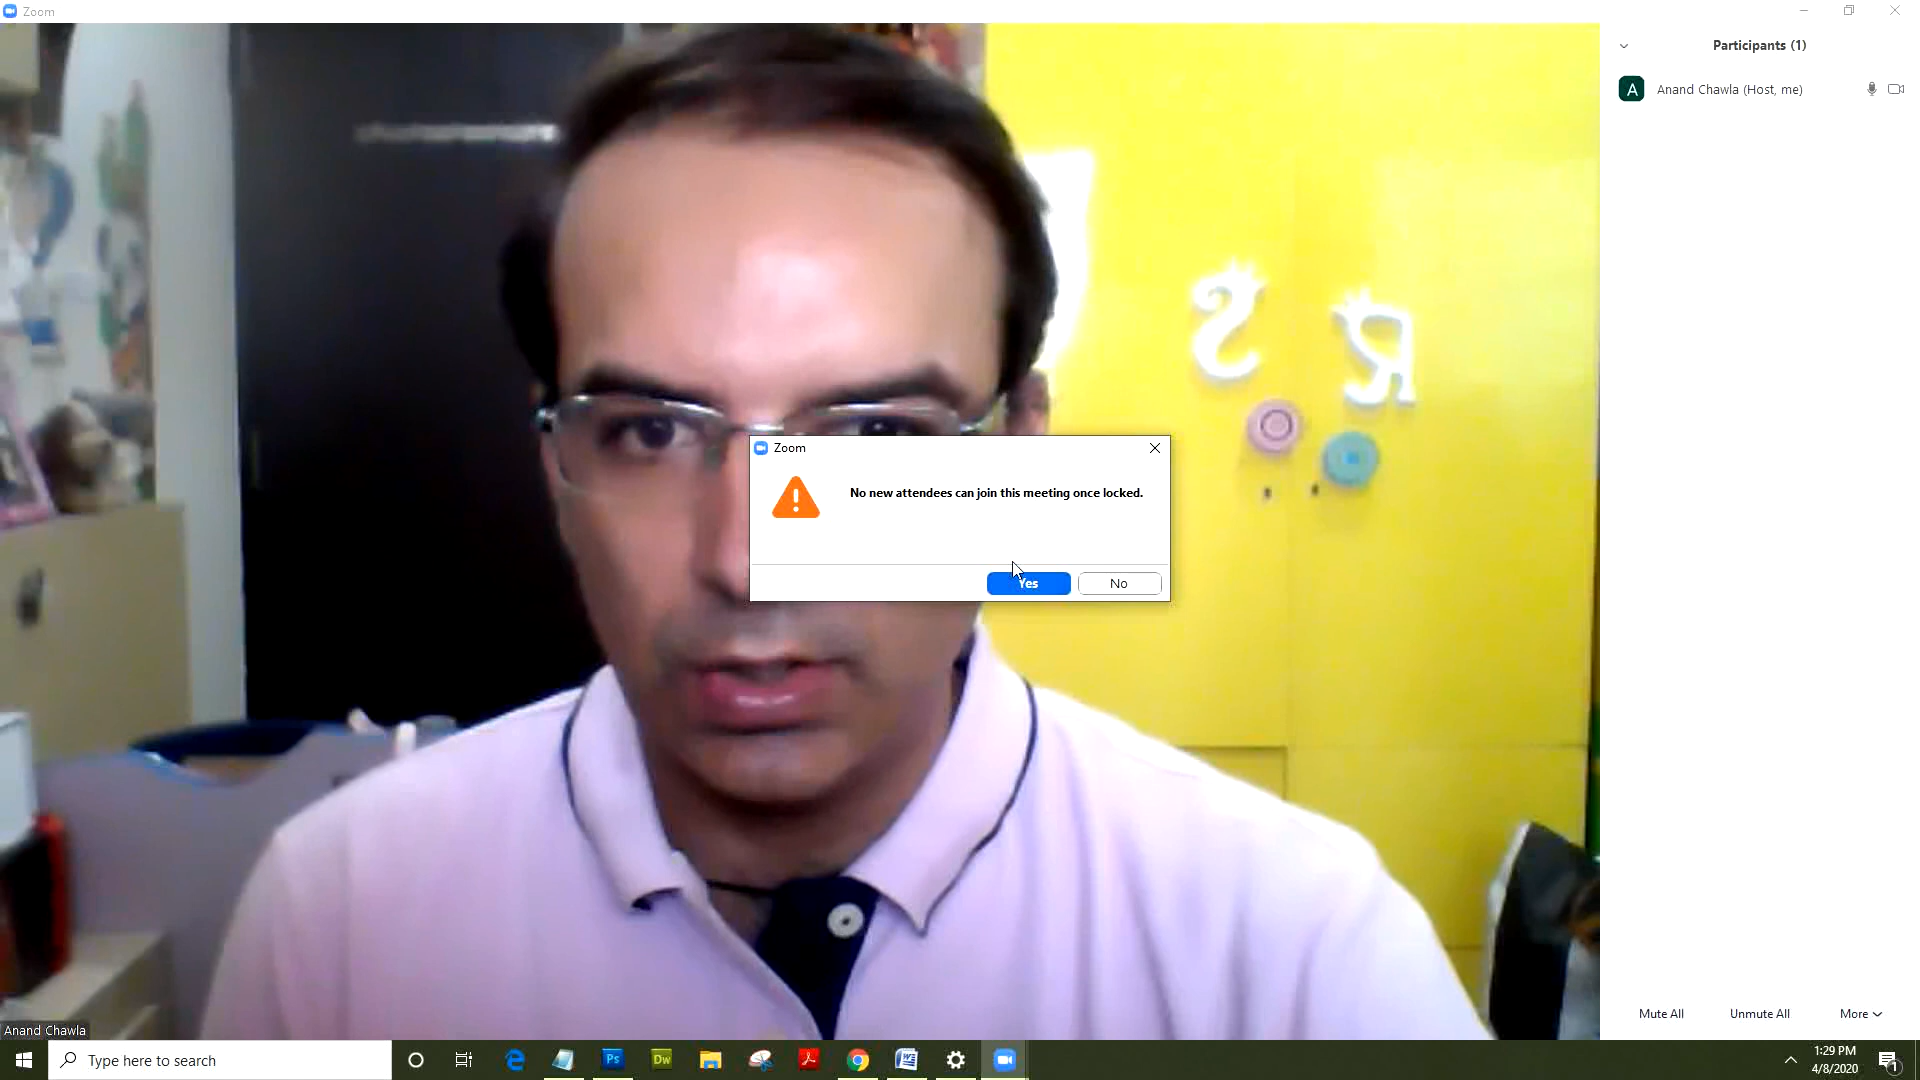 Zoom
Participants (1)
A
Anand Chawla (Host, me)
Zoom
No new attendees can join this meeting once locked.
Yes
No
Mute All
Unmute All
More
Anand Chawla
Type here to search
Ps
Dw
W
1:29 PM
4/8/2020
1